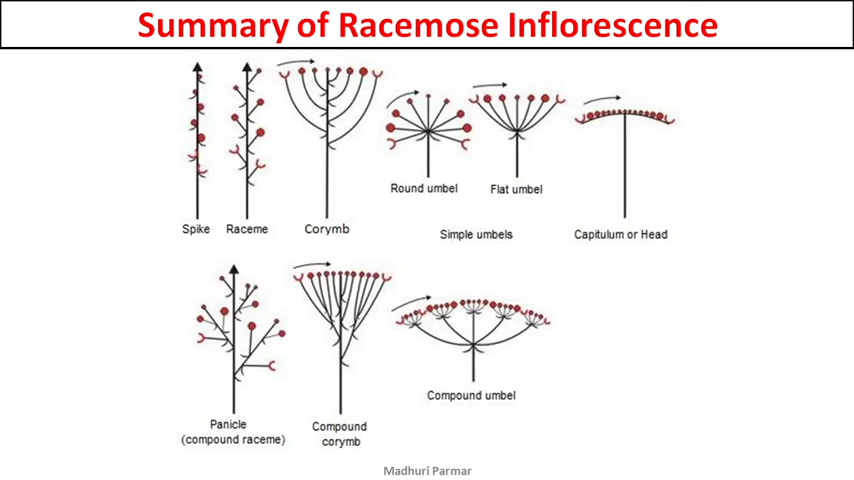 Summary of Racemose Inflorescence
Round umbel
Flat umbel
Spike
Raceme
Corymb
Simple umbels
Capitulum or Head
Compound umbel
Panicle
(compound raceme)
Compound
corymb
Madhuri Parmar